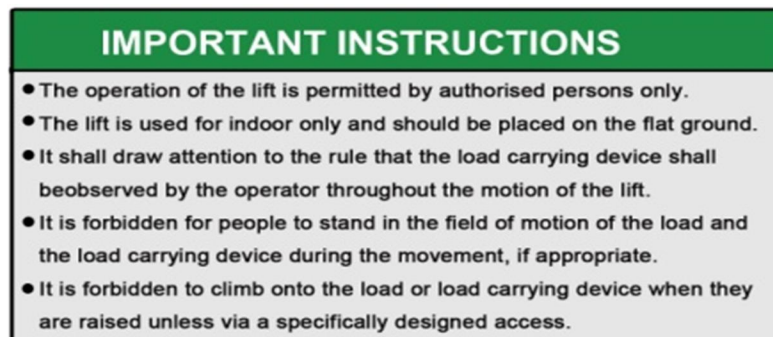 IMPORTANT INSTRUCTIONS
• The operation of the lift is permitted by authorised persons only.
• The lift is used for indoor only and should be placed on the flat ground.
• It shall draw attention to the rule that the load carrying device shall
beobserved by the operator throughout the motion of the lift.
• It is forbidden for people to stand in the field of motion of the load and
the load carrying device during the movement, if appropriate.
• It is forbidden to climb onto the load or load carrying device when they
are raised unless via a specifically designed access.